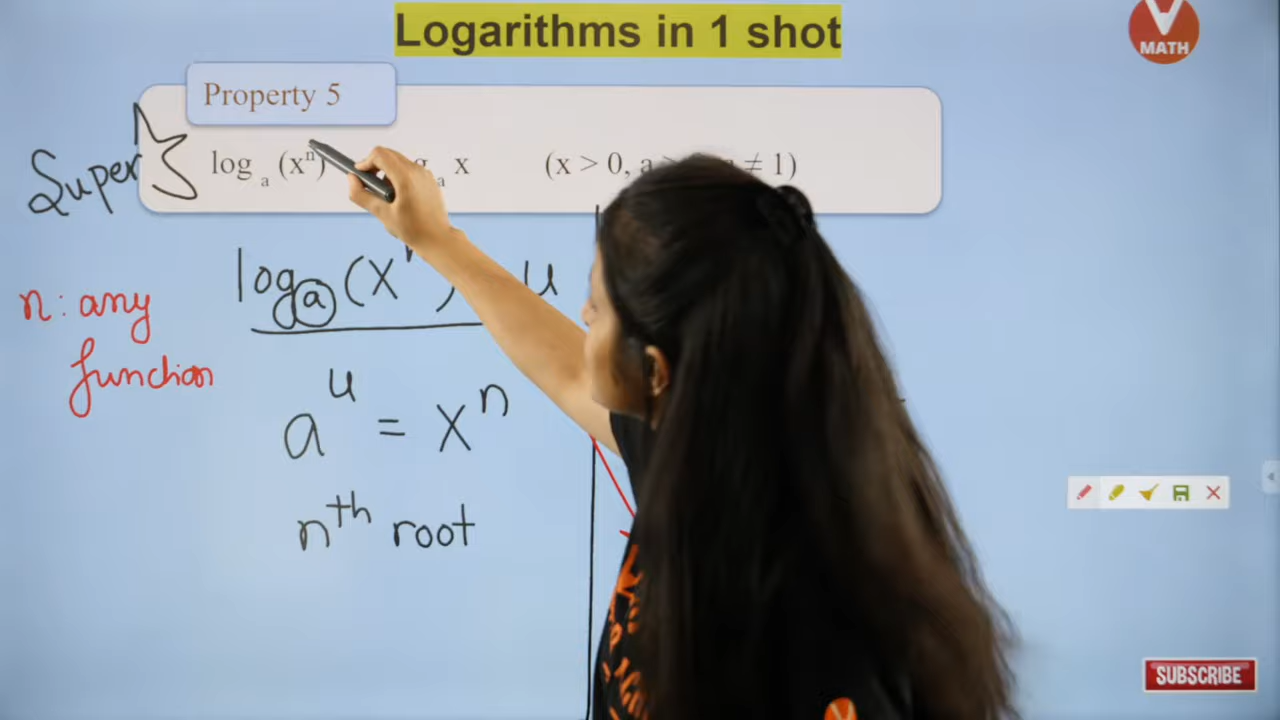 Logarithms in 1 shot
V
MATH
Property 5
Super
log a (xⁿ) a x (x > 0, a ≠ 1)
log a (x ) u
n: any
function
aᵘ = xⁿ
nᵗʰ root
SUBSCRIBE